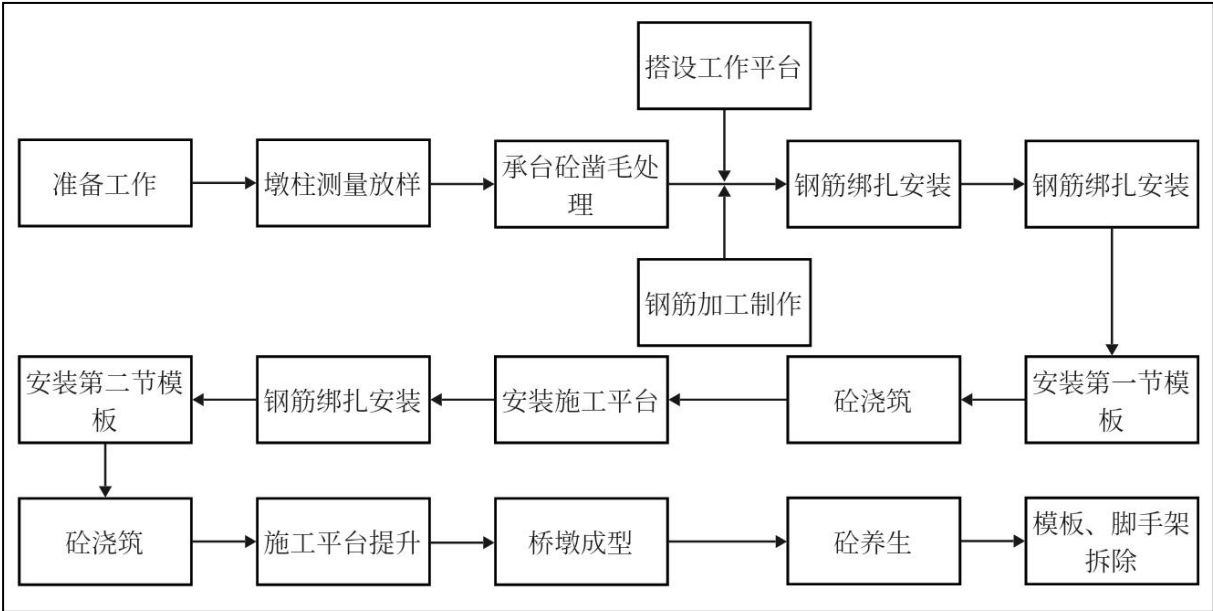 搭设工作平台
准备工作
墩柱测量放样
承台砼凿毛处
理
钢筋绑扎安装
钢筋绑扎安装
钢筋加工制作
安装第二节模
板
钢筋绑扎安装
安装施工平台
砼浇筑
安装第一节模
板
砼浇筑
施工平台提升
桥墩成型
砼养生
模板、脚手架
拆除